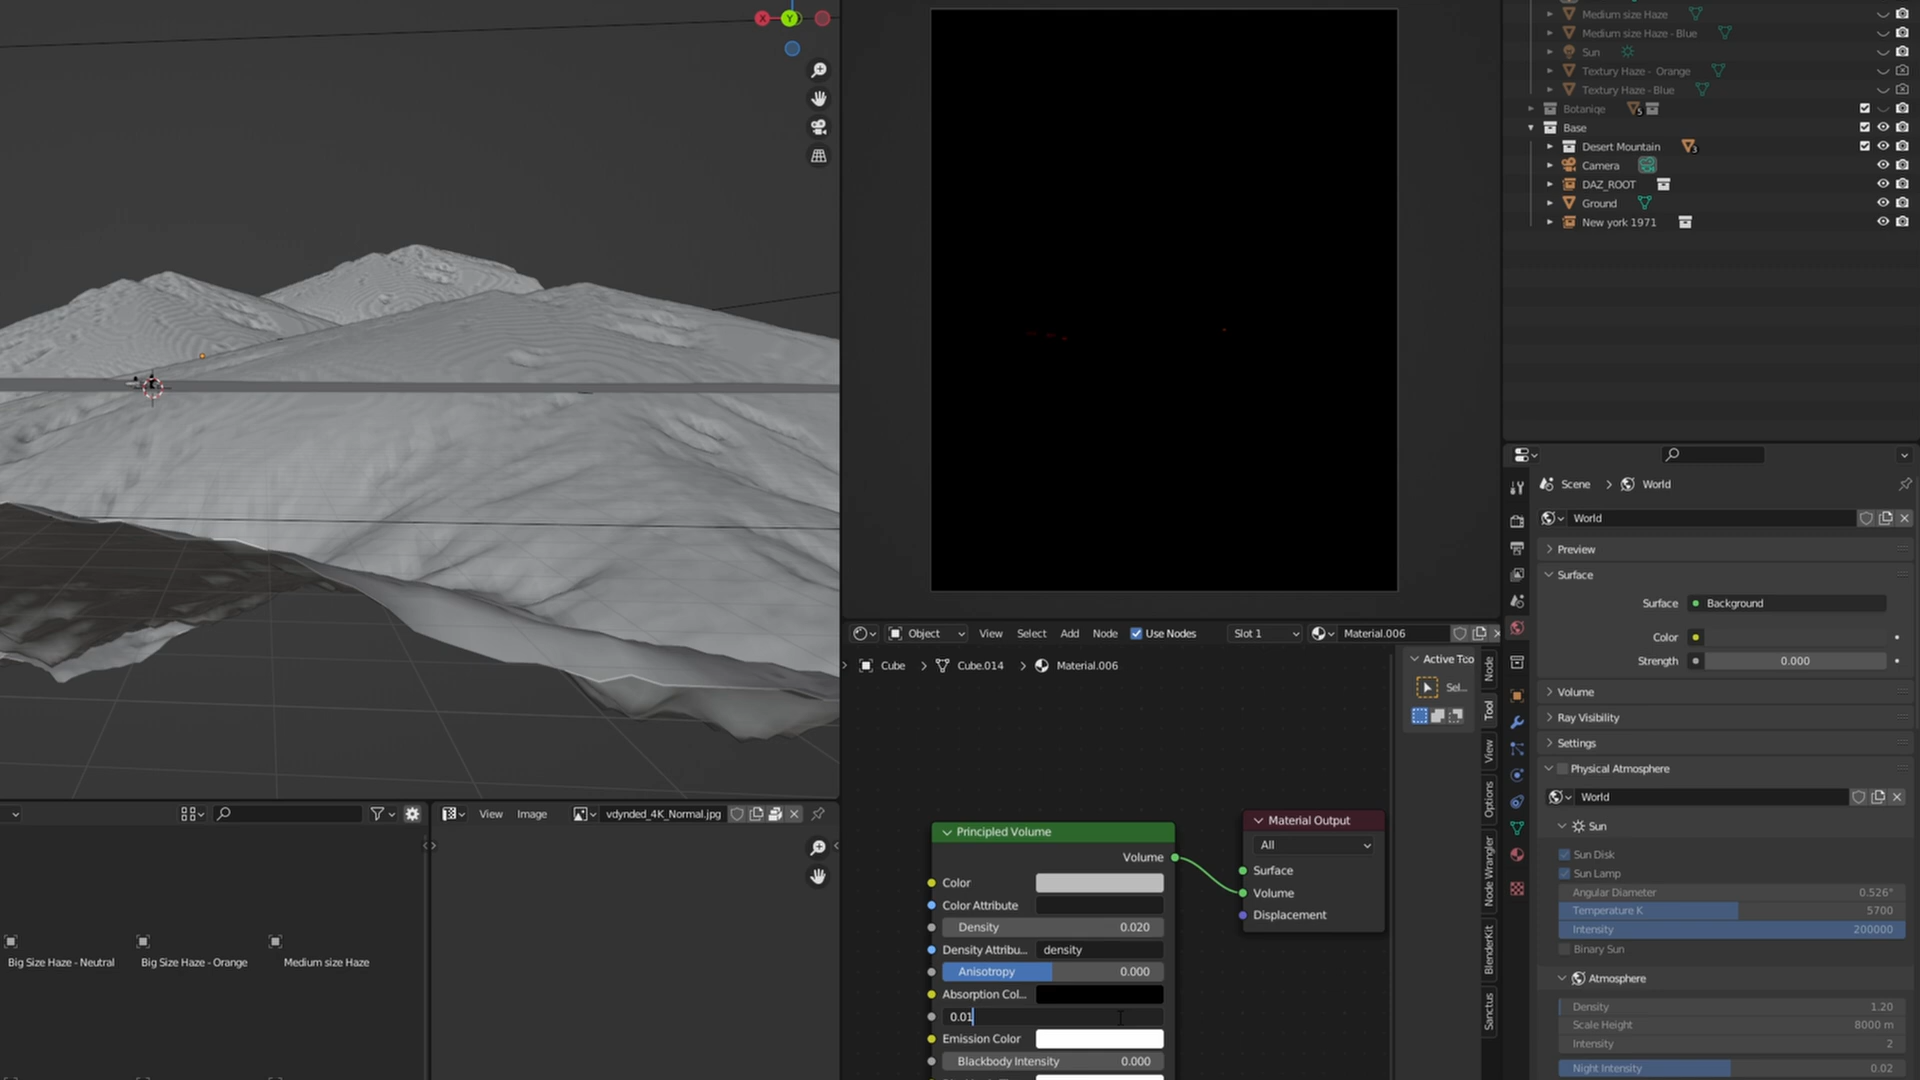 X
Y
Medium size Haze
Medium size Haze - Blue
Sun
Textury Haze - Orange
Textury Haze - Blue
Botaniqe
5
Base
Desert Mountain
3
Camera
DAZ_ROOT
Ground
New york 1971
Scene > World
World
Preview
Surface
Surface Background
Color
Strength 0.000
Volume
Ray Visibility
Settings
Physical Atmosphere
World
Sun
Sun Disk
Sun Lamp
Angular Diameter 0.526°
Temperature K 5700
Intensity 200000
Binary Sun
Atmosphere
Density 1.20
Scale Height 8000 m
Intensity 2
Night Intensity 0.02
Object View Select Add Node Use Nodes Slot 1 Material.006
Cube > Cube.014 > Material.006
Active Too
Sel...
Node
Tool
View
Options
Node Wrangler
BlenderKit
Sanctus
Principled Volume
Volume
Color
Color Attribute
Density 0.020
Density Attribu... density
Anisotropy 0.000
Absorption Col...
0.01
Emission Color
Blackbody Intensity 0.000
Material Output
All
Surface
Volume
Displacement
View Image vdynded_4K_Normal.jpg
Big Size Haze - Neutral
Big Size Haze - Orange
Medium size Haze